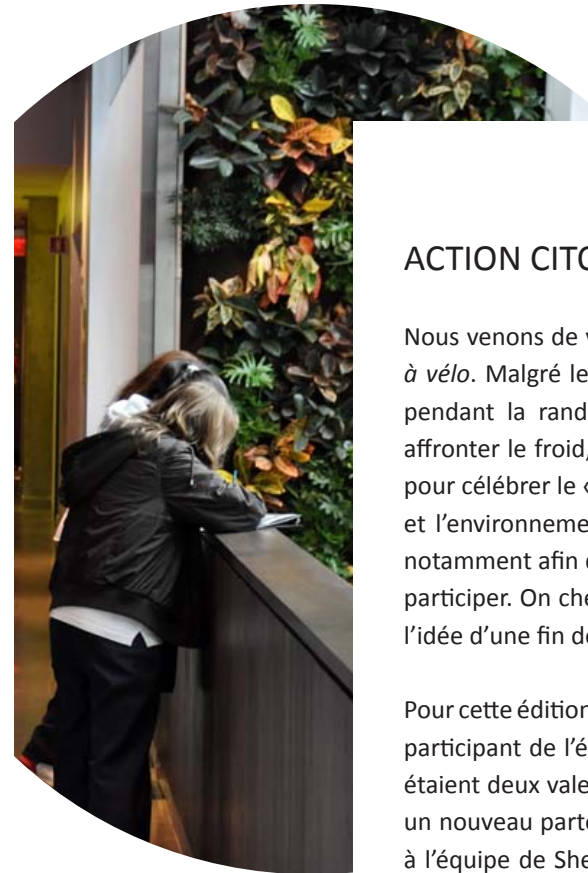 ACTION CITO
Nous venons de v
à vélo. Malgré le
pendant la rand
affronter le froid,
pour célébrer le «
et l’environneme
notamment afin d
participer. On che
l’idée d’une fin de
Pour cette édition
participant de l’é
étaient deux vale
un nouveau parte
à l’équipe de She